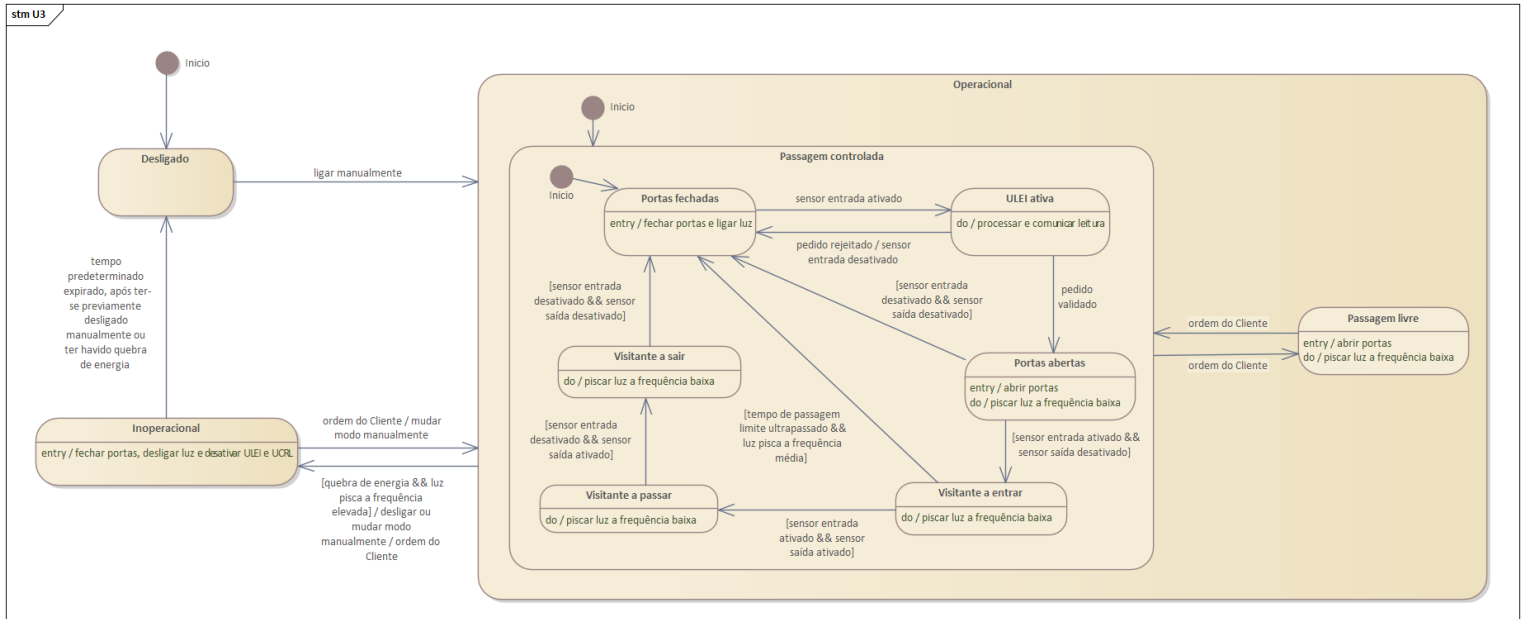 stm U3
Inicio
Desligado
ligar manualmente
tempo
predeterminado
expirado, após ter-
se previamente
desligado
manualmente ou
ter havido quebra
de energia
Inoperacional
entry / fechar portas, desligar luz e desativar ULEI e UCRL
ordem do Cliente / mudar
modo manualmente
[quebra de energia && luz
pisca a frequência
elevada] / desligar ou
mudar modo
manualmente / ordem do
Cliente
Operacional
Inicio
Passagem controlada
Inicio
Portas fechadas
entry / fechar portas e ligar luz
sensor entrada ativado
ULEI ativa
do / processar e comunicar leitura
pedido rejeitado / sensor
entrada desativado
[sensor entrada
desativado && sensor
saída desativado]
[sensor entrada
desativado && sensor
saída desativado]
pedido
validado
Visitante a sair
do / piscar luz a frequência baixa
Portas abertas
entry / abrir portas
do / piscar luz a frequência baixa
ordem do Cliente
ordem do Cliente
Passagem livre
entry / abrir portas
do / piscar luz a frequência baixa
[sensor entrada
desativado && sensor
saída ativado]
[tempo de passagem
limite ultrapassado &&
luz pisca a frequência
média]
[sensor entrada ativado &&
sensor saída desativado]
Visitante a passar
do / piscar luz a frequência baixa
[sensor entrada
ativado && sensor
saída ativado]
Visitante a entrar
do / piscar luz a frequência baixa